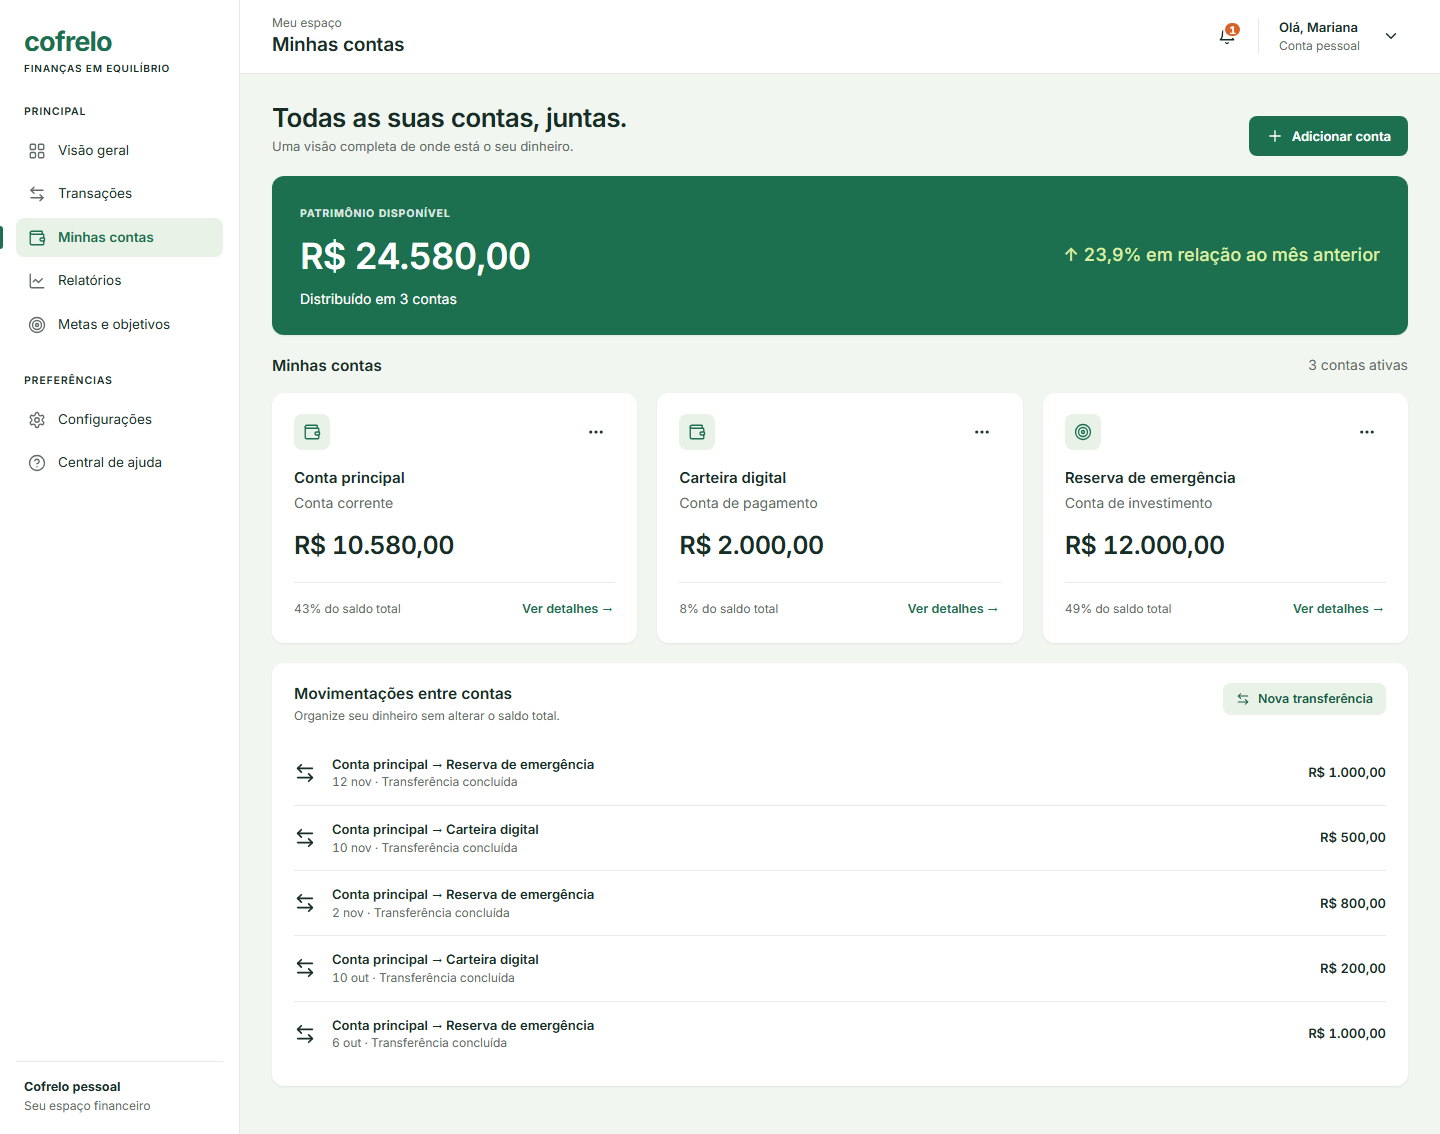 cofrelo
FINANÇAS EM EQUILÍBRIO
PRINCIPAL
Visão geral
Transações
Minhas contas
Relatórios
Metas e objetivos
PREFERÊNCIAS
Configurações
Central de ajuda
Cofrelo pessoal
Seu espaço financeiro
Meu espaço
Minhas contas
1
Olá, Mariana
Conta pessoal
Todas as suas contas, juntas.
Uma visão completa de onde está o seu dinheiro.
+ Adicionar conta
PATRIMÔNIO DISPONÍVEL
R$ 24.580,00
Distribuído em 3 contas
↑ 23,9% em relação ao mês anterior
Minhas contas
3 contas ativas
Conta principal
Conta corrente
R$ 10.580,00
43% do saldo total
Ver detalhes →
Carteira digital
Conta de pagamento
R$ 2.000,00
8% do saldo total
Ver detalhes →
Reserva de emergência
Conta de investimento
R$ 12.000,00
49% do saldo total
Ver detalhes →
Movimentações entre contas
Organize seu dinheiro sem alterar o saldo total.
Nova transferência
Conta principal → Reserva de emergência
12 nov · Transferência concluída
R$ 1.000,00
Conta principal → Carteira digital
10 nov · Transferência concluída
R$ 500,00
Conta principal → Reserva de emergência
2 nov · Transferência concluída
R$ 800,00
Conta principal → Carteira digital
10 out · Transferência concluída
R$ 200,00
Conta principal → Reserva de emergência
6 out · Transferência concluída
R$ 1.000,00